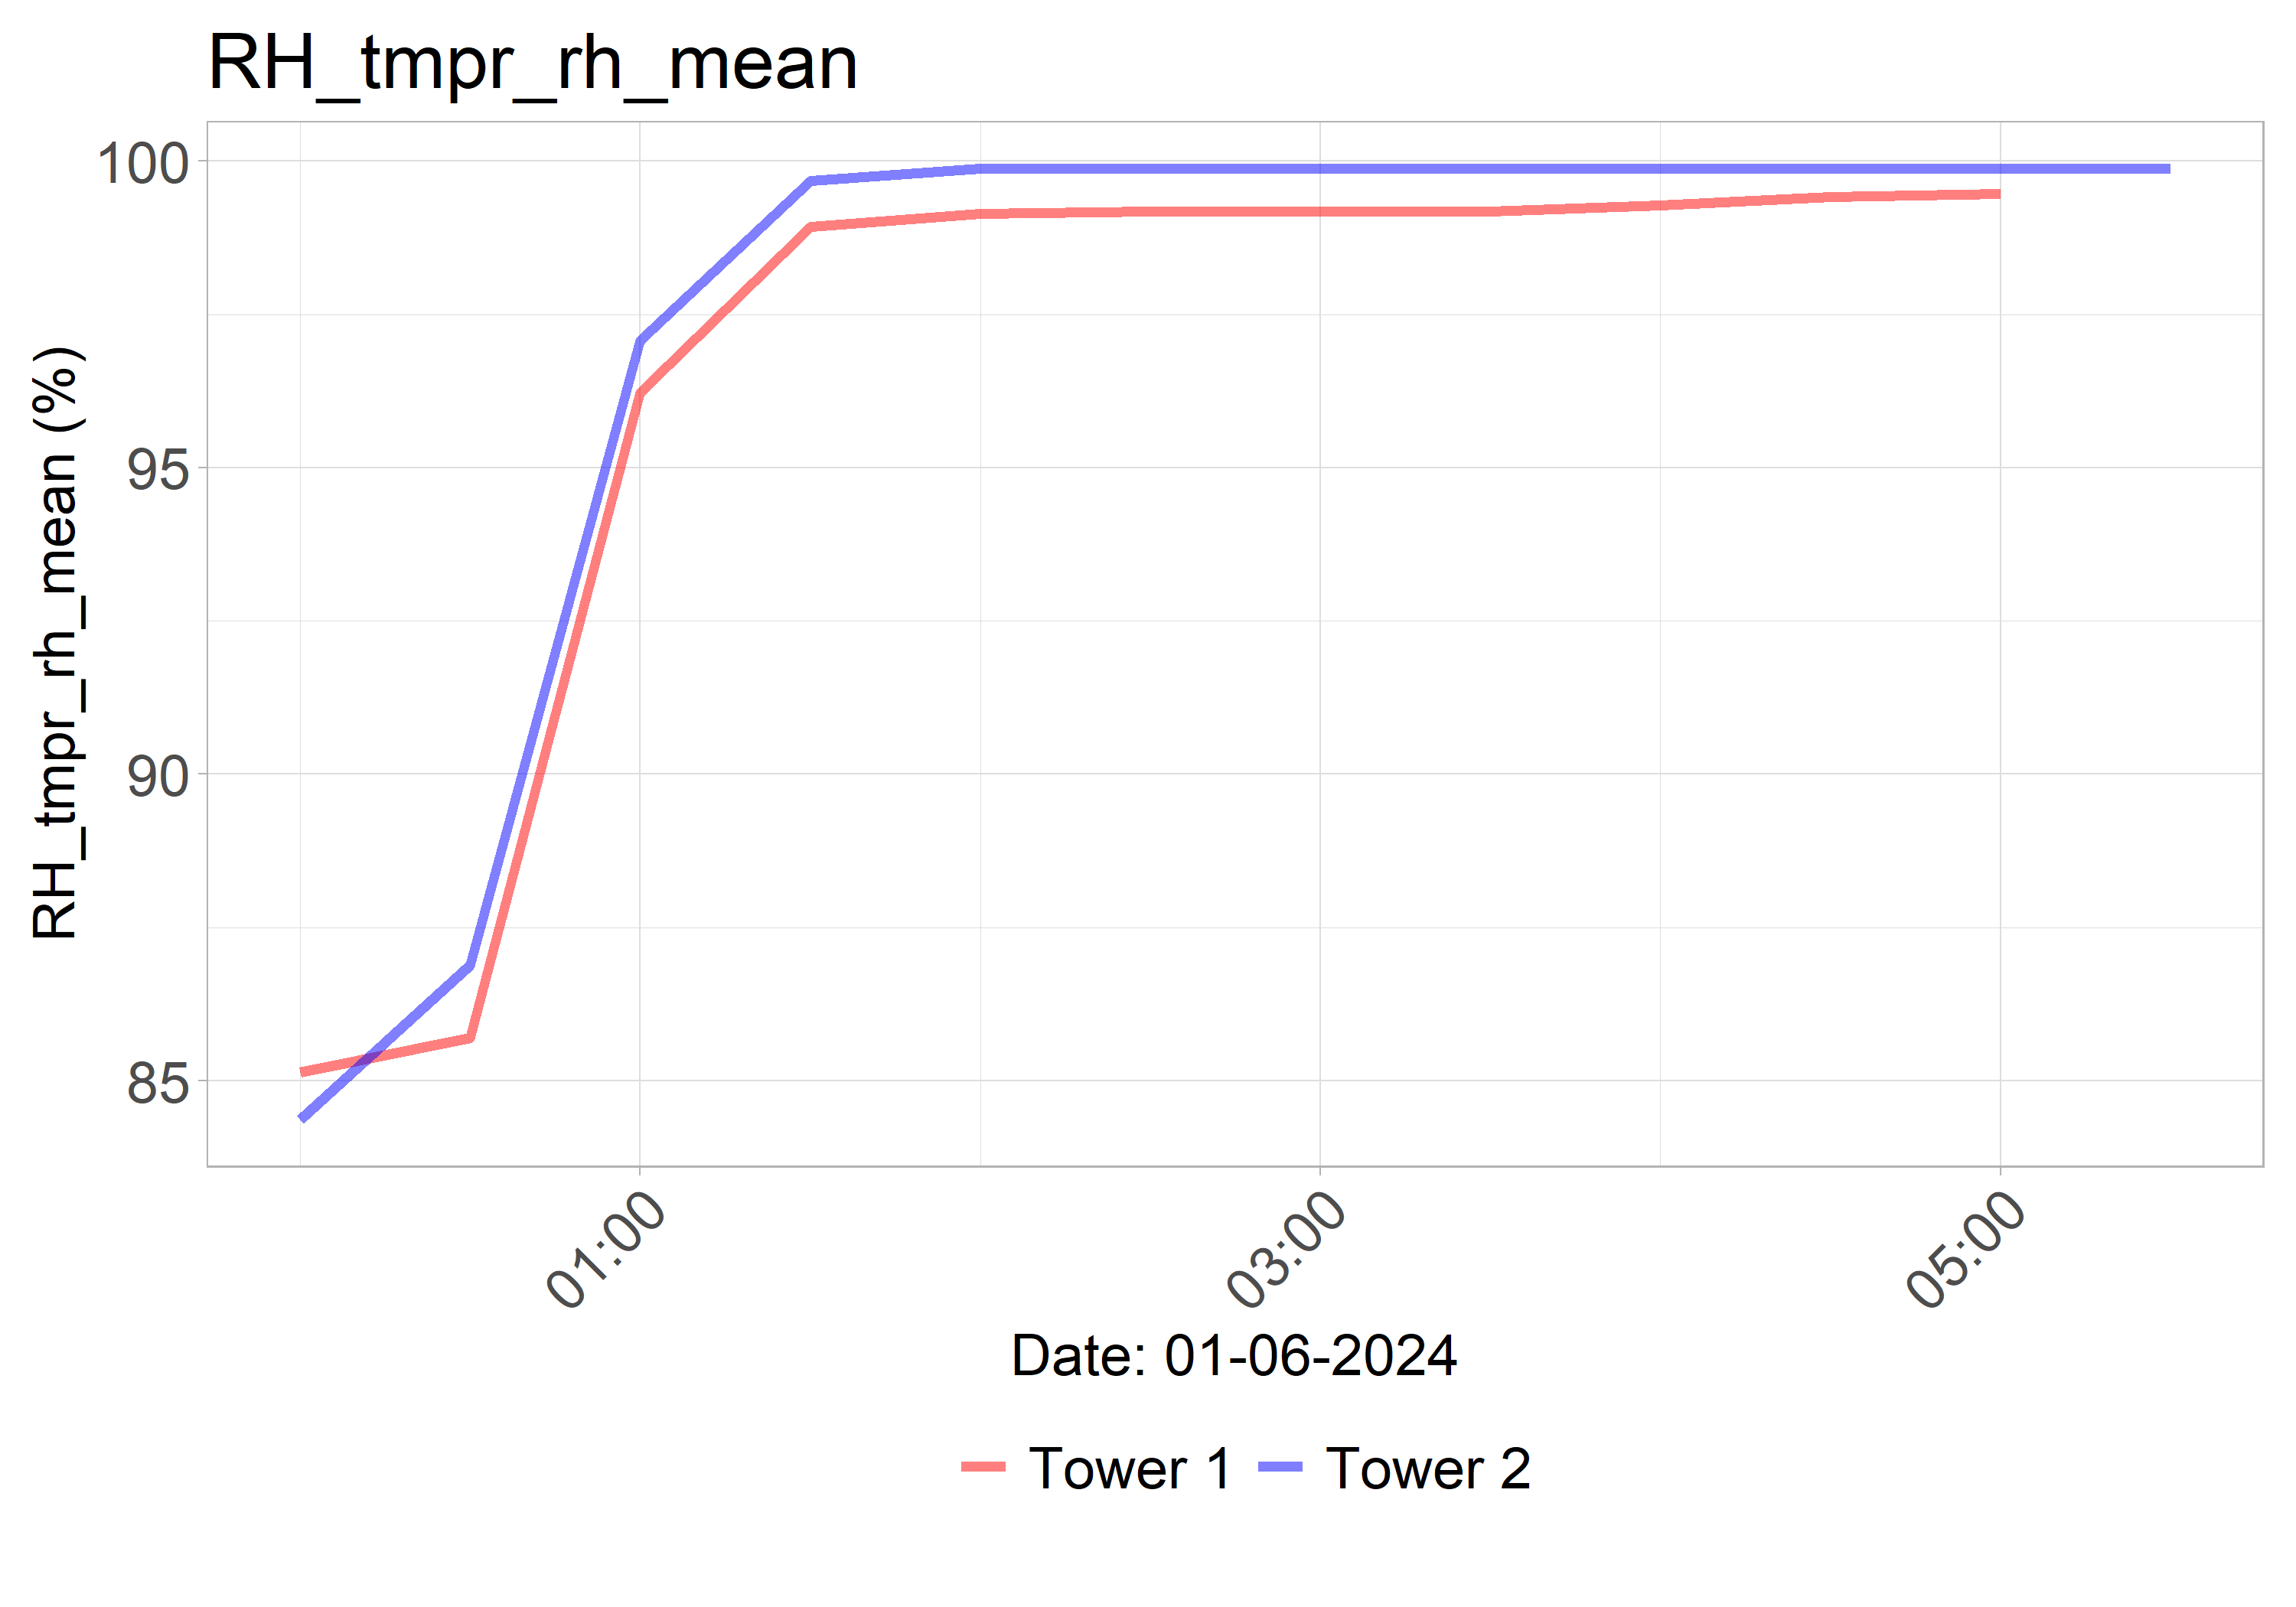 RH_tmpr_rh_mean
RH_tmpr_rh_mean (%)
100
95
90
85
01:00
03:00
05:00
Date: 01-06-2024
Tower 1
Tower 2